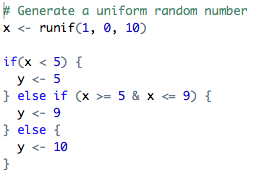 # Generate a uniform random number
x <- runif(1, 0, 10)
if(x < 5) {
y <- 5
} else if (x >= 5 & x <= 9) {
y <- 9
} else {
y <- 10
}